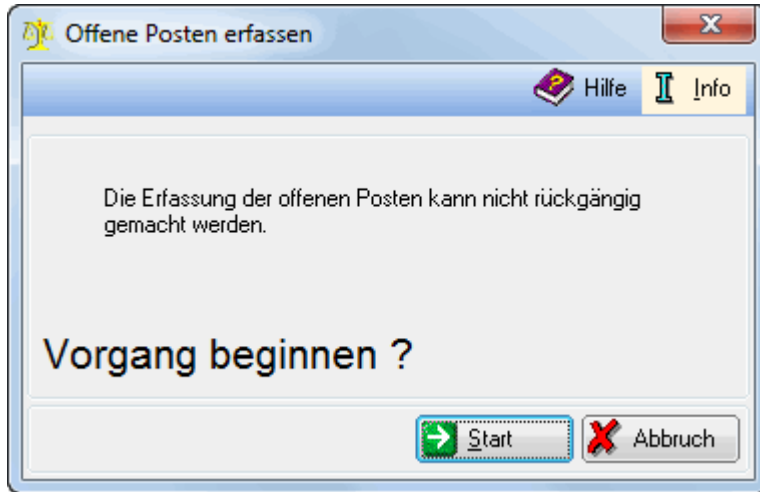 Offene Posten erfassen
Hilfe Info
Die Erfassung der offenen Posten kann nicht rückgängig
gemacht werden.
Vorgang beginnen ?
Start Abbruch